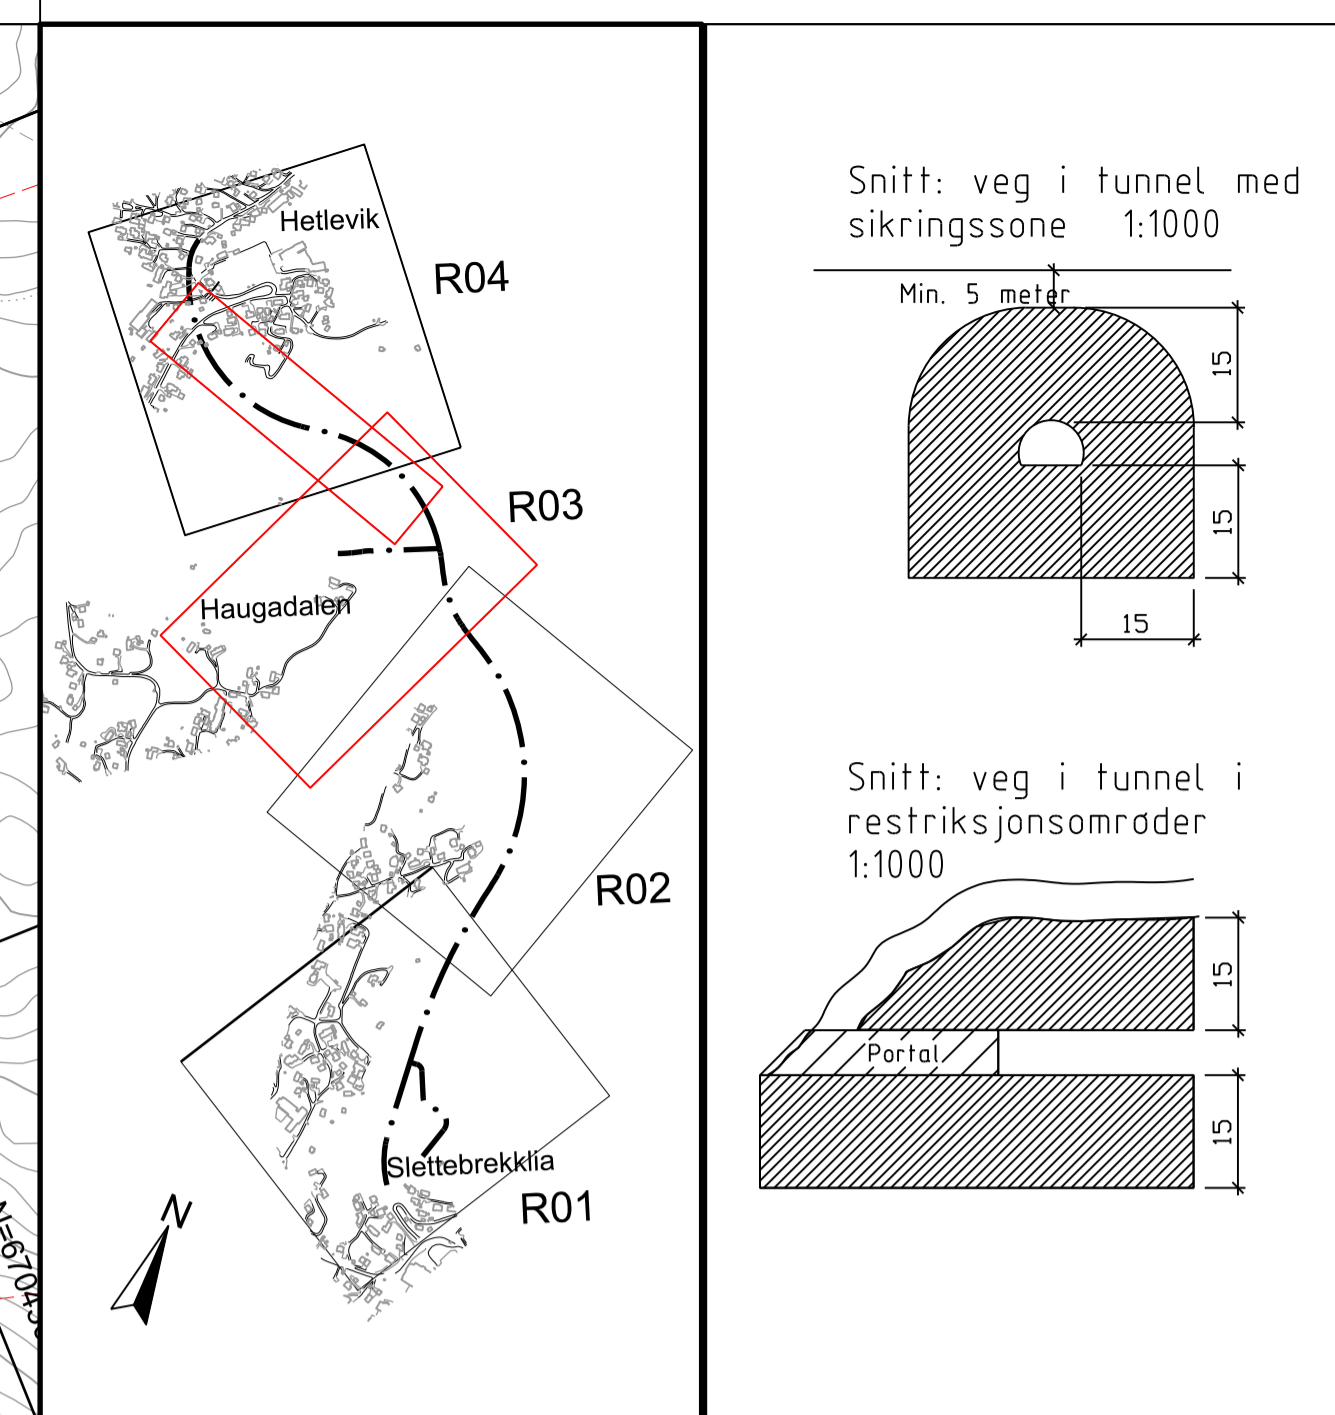 Hetlevik
R04
R03
Haugadalen
R02
Slettebrekklia
R01
N
Snitt: veg i tunnel med
sikringssone 1:1000
Min. 5 meter
15
15
15
Snitt: veg i tunnel i
restriksjonsområder
1:1000
15
Portal
15